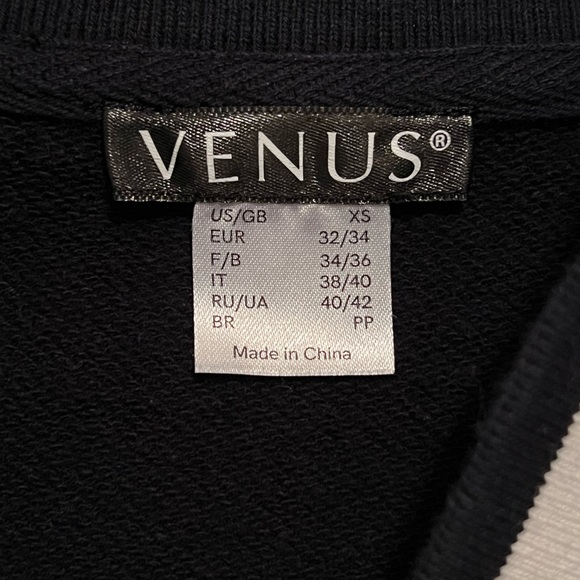 VENUS®
US/GB XS
EUR 32/34
F/B 34/36
IT 38/40
RU/UA 40/42
BR PP
Made in China